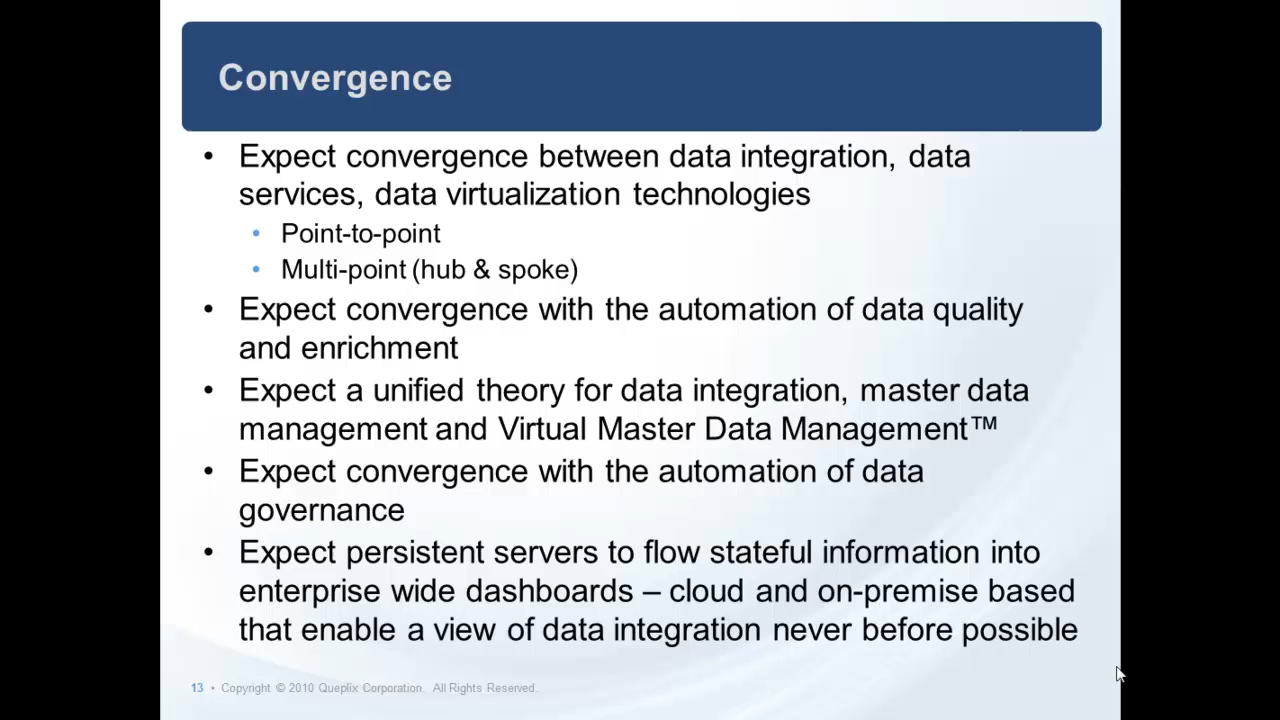 Convergence
• Expect convergence between data integration, data
services, data virtualization technologies
• Point-to-point
• Multi-point (hub & spoke)
• Expect convergence with the automation of data quality
and enrichment
• Expect a unified theory for data integration, master data
management and Virtual Master Data Management™
• Expect convergence with the automation of data
governance
• Expect persistent servers to flow stateful information into
enterprise wide dashboards – cloud and on-premise based
that enable a view of data integration never before possible
13 • Copyright © 2010 Queplix Corporation. All Rights Reserved.